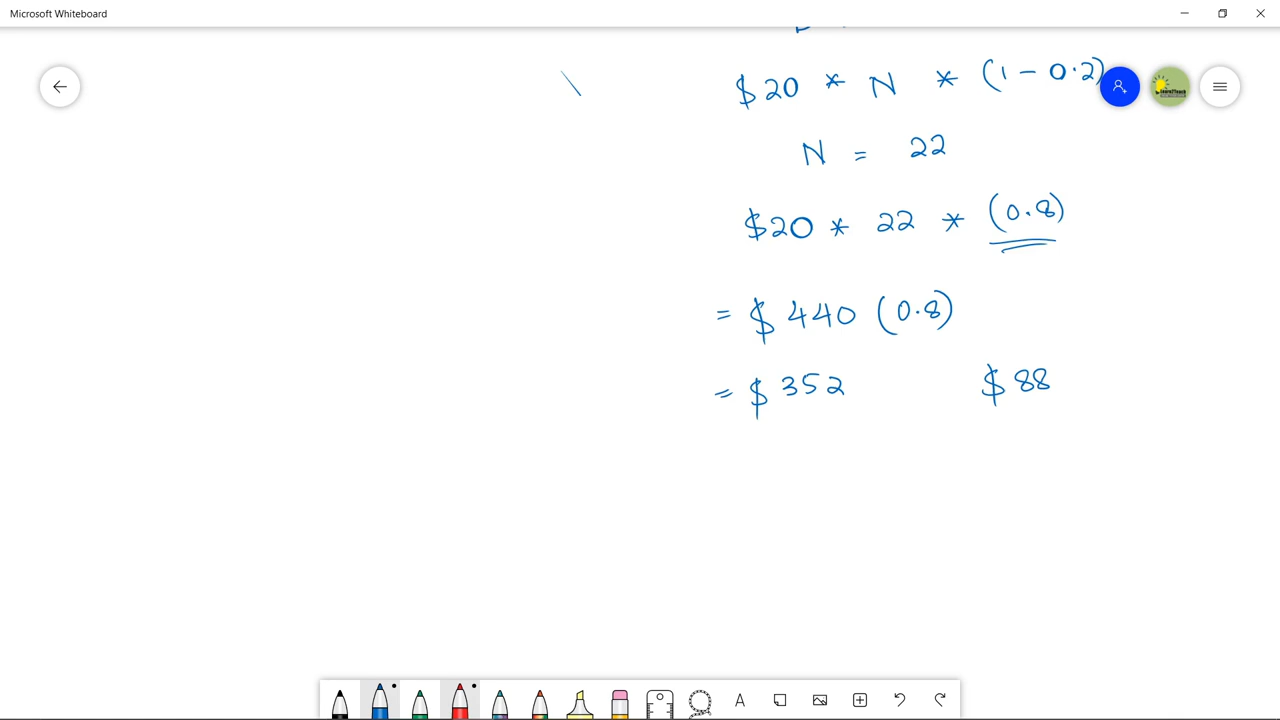 Microsoft Whiteboard
$20 * N * (1 - 0.2)
N = 22
$20 * 22 * (0.8)
= $ 440 (0.8)
= $ 352 $ 88
A